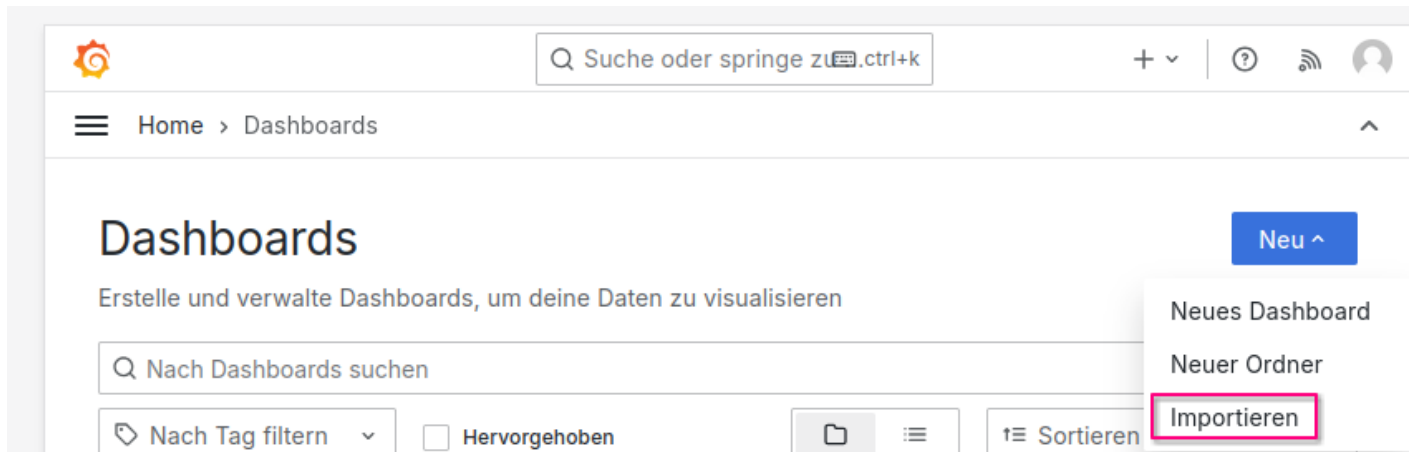 Suche oder springe zu ctrl+k
Home › Dashboards
Dashboards
Neu
Erstelle und verwalte Dashboards, um deine Daten zu visualisieren
Neues Dashboard
Neuer Ordner
Importieren
Nach Dashboards suchen
Nach Tag filtern
Hervorgehoben
Sortieren